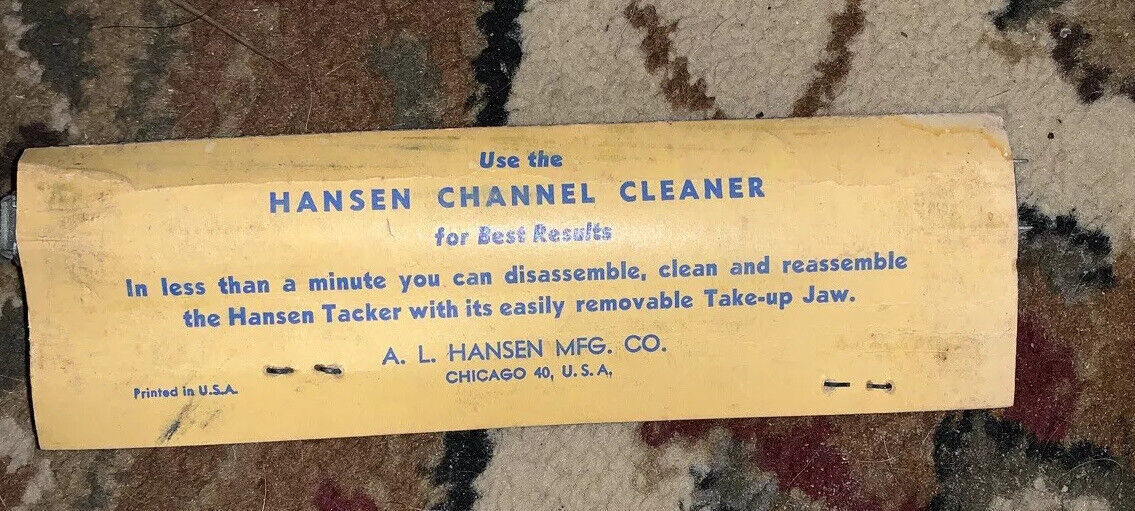 Use the
HANSEN CHANNEL CLEANER
for Best Results
In less than a minute you can disassemble, clean and reassemble
the Hansen Tacker with its easily removable Take-up Jaw.
A. L. HANSEN MFG. CO.
CHICAGO 40, U. S. A.
Printed in U.S.A.